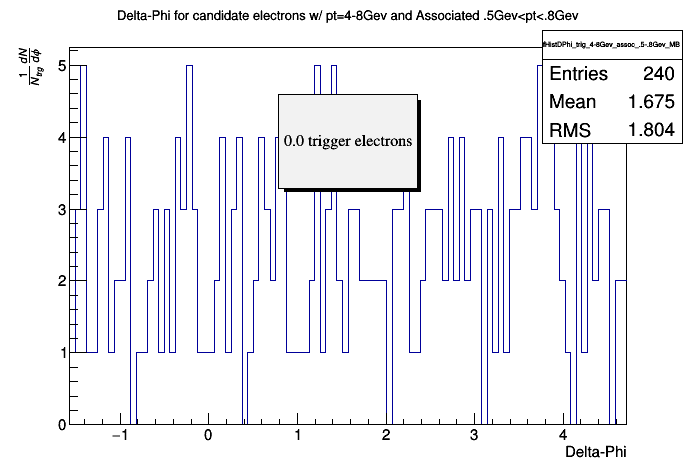 Delta-Phi for candidate electrons w/ pt=4-8Gev and Associated .5Gev<pt<.8Gev
fHistDPhi_trig_4-8Gev_assoc_.5-.8Gev_MB
Entries 240
Mean 1.675
RMS 1.804
1/N_trg dN/dϕ
5
4
3
2
1
0
0.0 trigger electrons
−1 0 1 2 3 4
Delta-Phi